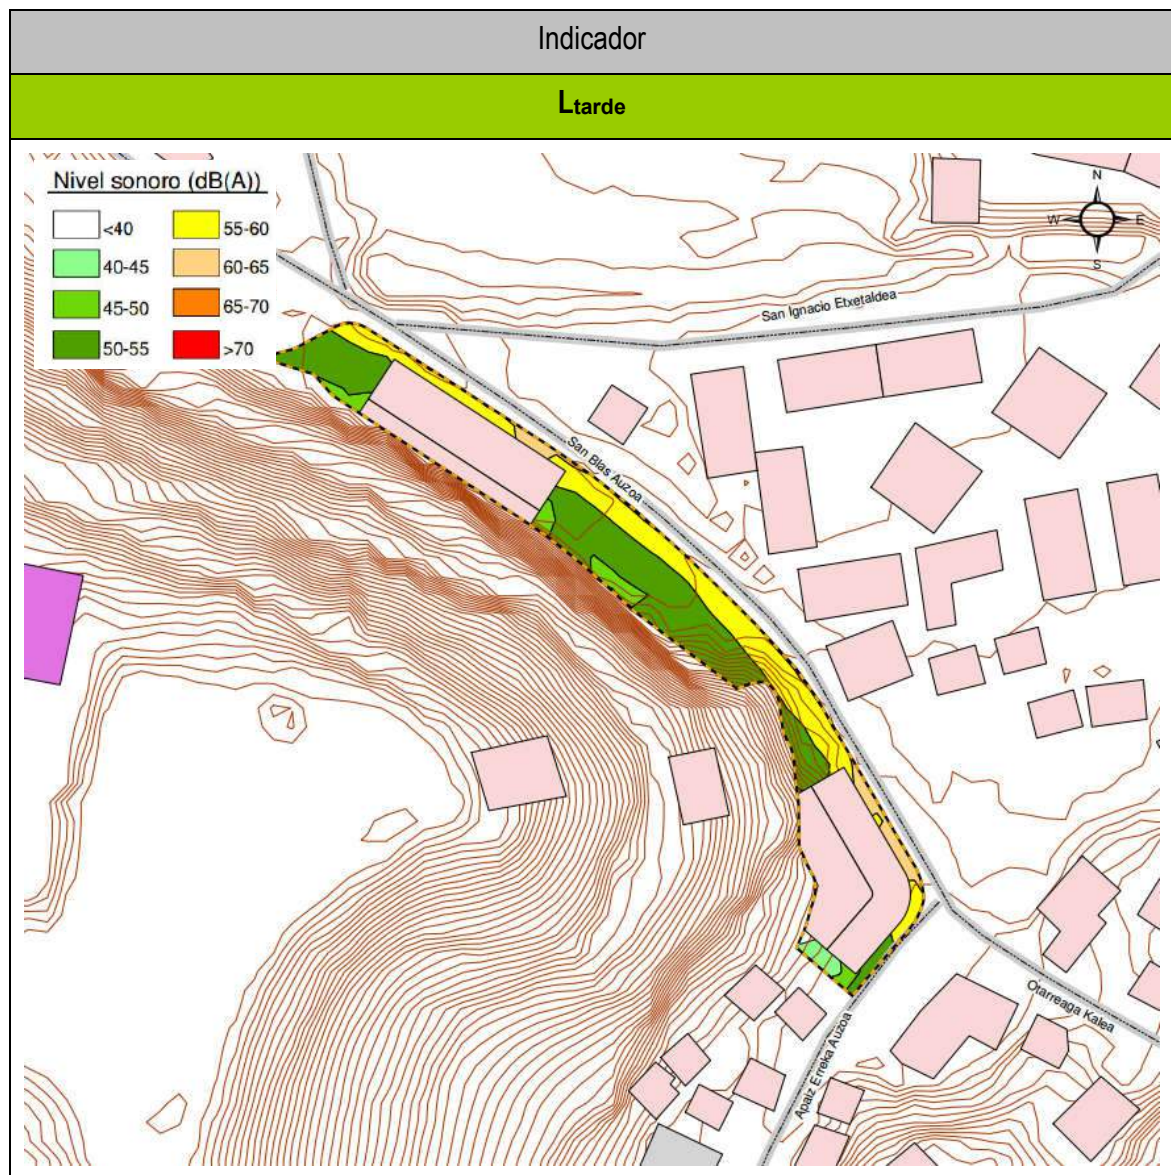 Indicador
Ltarde
Nivel sonoro (dB(A))
<40
55-60
40-45
60-65
45-50
65-70
50-55
>70
N
W
E
S
San Ignacio Etxetaldea
San Blas Auzoa
Otarreaga Kalea
Apaiz Erreka Auzoa